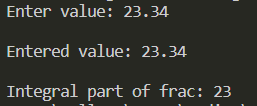 Enter value: 23.34
Entered value: 23.34
Integral part of frac: 23